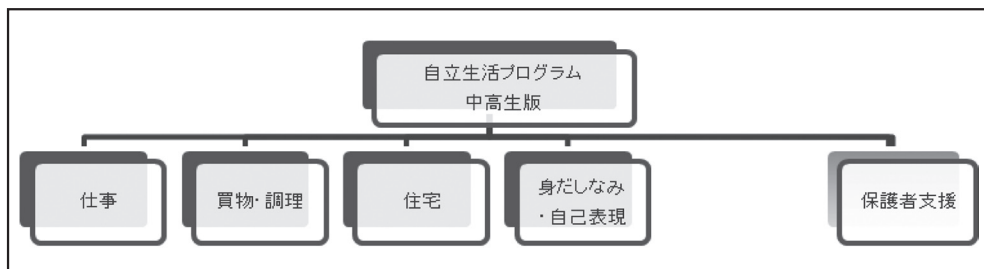 自立生活プログラム
中高生版
仕事
買物・調理
住宅
身だしなみ
・自己表現
保護者支援